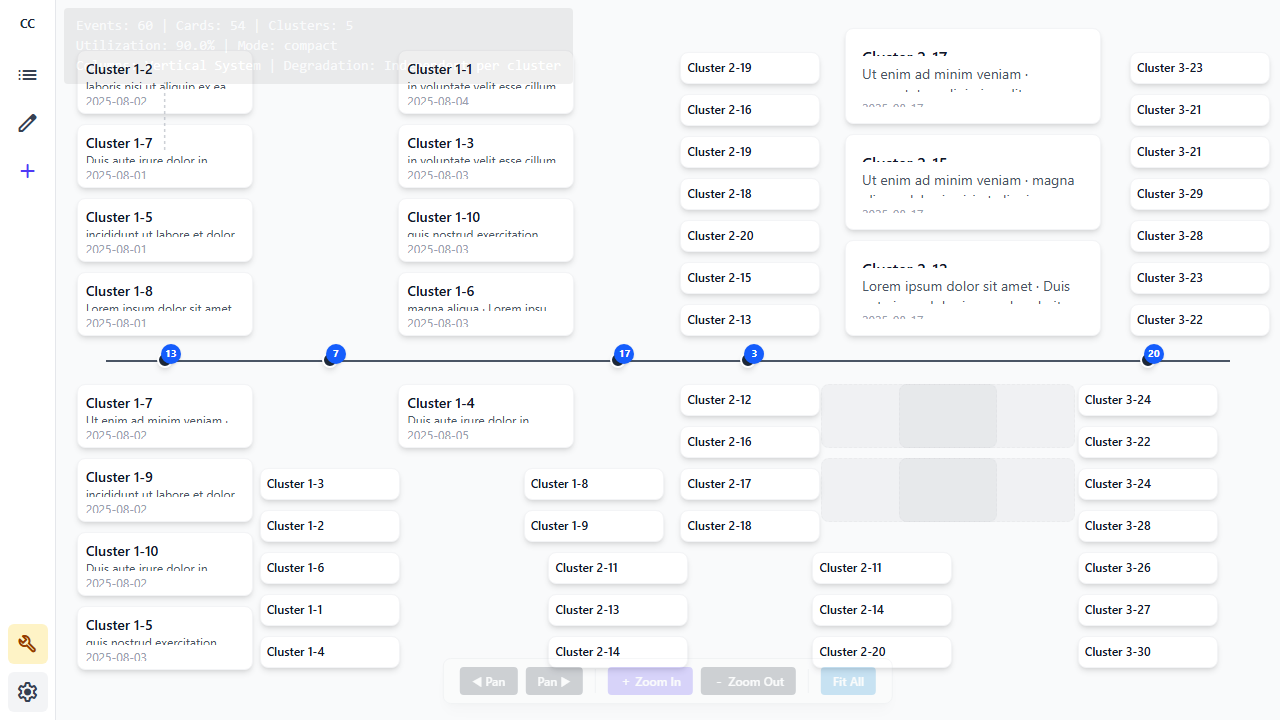 CC
Events: 60 | Cards: 54 | Clusters: 5
Utilization: 90.0% | Mode: compact
Vertical System | Degradation: per cluster
Cluster 1-2
laboris nisi ut aliquip ex ea
2025-08-02
Cluster 1-7
Duis aute irure dolor in
2025-08-01
Cluster 1-5
incididunt ut labore et dolor
2025-08-01
Cluster 1-8
Lorem ipsum dolor sit amet
2025-08-01
Cluster 1-1
in voluptate velit esse cillum
2025-08-04
Cluster 1-3
in voluptate velit esse cillum
2025-08-03
Cluster 1-10
quis nostrud exercitation
2025-08-03
Cluster 1-6
magna aliqua · Lorem ipsu
2025-08-03
Cluster 2-19
Cluster 2-16
Cluster 2-19
Cluster 2-18
Cluster 2-20
Cluster 2-15
Cluster 2-13
Cluster 2-17
Ut enim ad minim veniam ·
2025-08-17
Cluster 2-15
Ut enim ad minim veniam · magna
2025-08-17
Cluster 2-12
Lorem ipsum dolor sit amet · Duis
2025-08-17
Cluster 3-23
Cluster 3-21
Cluster 3-21
Cluster 3-29
Cluster 3-28
Cluster 3-23
Cluster 3-22
13
7
17
3
20
Cluster 1-7
Ut enim ad minim veniam ·
2025-08-02
Cluster 1-9
incididunt ut labore et dolor
2025-08-02
Cluster 1-10
Duis aute irure dolor in
2025-08-02
Cluster 1-5
quis nostrud exercitation
2025-08-03
Cluster 1-3
Cluster 1-2
Cluster 1-6
Cluster 1-1
Cluster 1-4
Cluster 1-4
Duis aute irure dolor in
2025-08-05
Cluster 1-8
Cluster 1-9
Cluster 2-11
Cluster 2-13
Cluster 2-14
Cluster 2-12
Cluster 2-16
Cluster 2-17
Cluster 2-18
Cluster 2-11
Cluster 2-14
Cluster 2-20
Cluster 3-24
Cluster 3-22
Cluster 3-24
Cluster 3-28
Cluster 3-26
Cluster 3-27
Cluster 3-30
◀ Pan
Pan ▶
+ Zoom In
- Zoom Out
Fit All